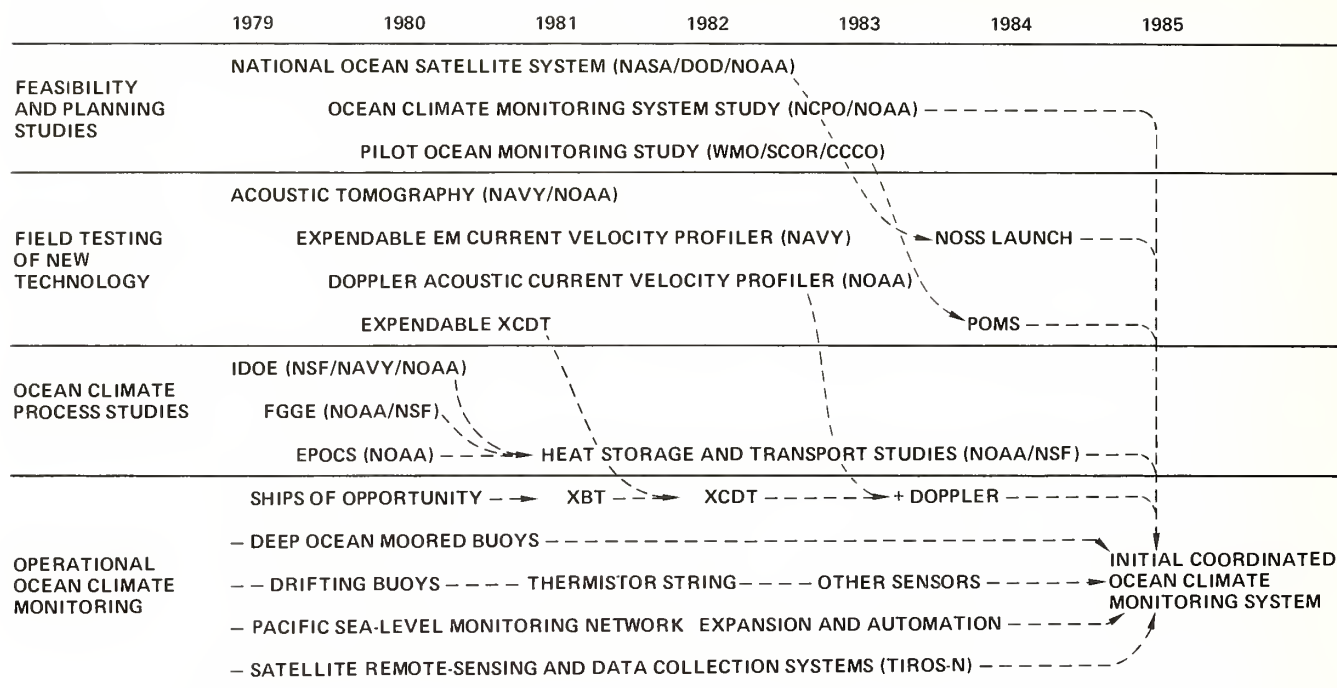 1979 1980 1981 1982 1983 1984 1985
FEASIBILITY
AND PLANNING
STUDIES
NATIONAL OCEAN SATELLITE SYSTEM (NASA/DOD/NOAA)
OCEAN CLIMATE MONITORING SYSTEM STUDY (NCPO/NOAA)
PILOT OCEAN MONITORING STUDY (WMO/SCOR/CCCO)
FIELD TESTING
OF NEW
TECHNOLOGY
ACOUSTIC TOMOGRAPHY (NAVY/NOAA)
EXPENDABLE EM CURRENT VELOCITY PROFILER (NAVY) NOSS LAUNCH
DOPPLER ACOUSTIC CURRENT VELOCITY PROFILER (NOAA)
EXPENDABLE XCDT POMS
OCEAN CLIMATE
PROCESS STUDIES
IDOE (NSF/NAVY/NOAA)
FGGE (NOAA/NSF)
EPOCS (NOAA) HEAT STORAGE AND TRANSPORT STUDIES (NOAA/NSF)
OPERATIONAL
OCEAN CLIMATE
MONITORING
SHIPS OF OPPORTUNITY XBT XCDT + DOPPLER
DEEP OCEAN MOORED BUOYS
DRIFTING BUOYS THERMISTOR STRING OTHER SENSORS
PACIFIC SEA-LEVEL MONITORING NETWORK EXPANSION AND AUTOMATION
SATELLITE REMOTE-SENSING AND DATA COLLECTION SYSTEMS (TIROS-N)
INITIAL COORDINATED
OCEAN CLIMATE
MONITORING SYSTEM